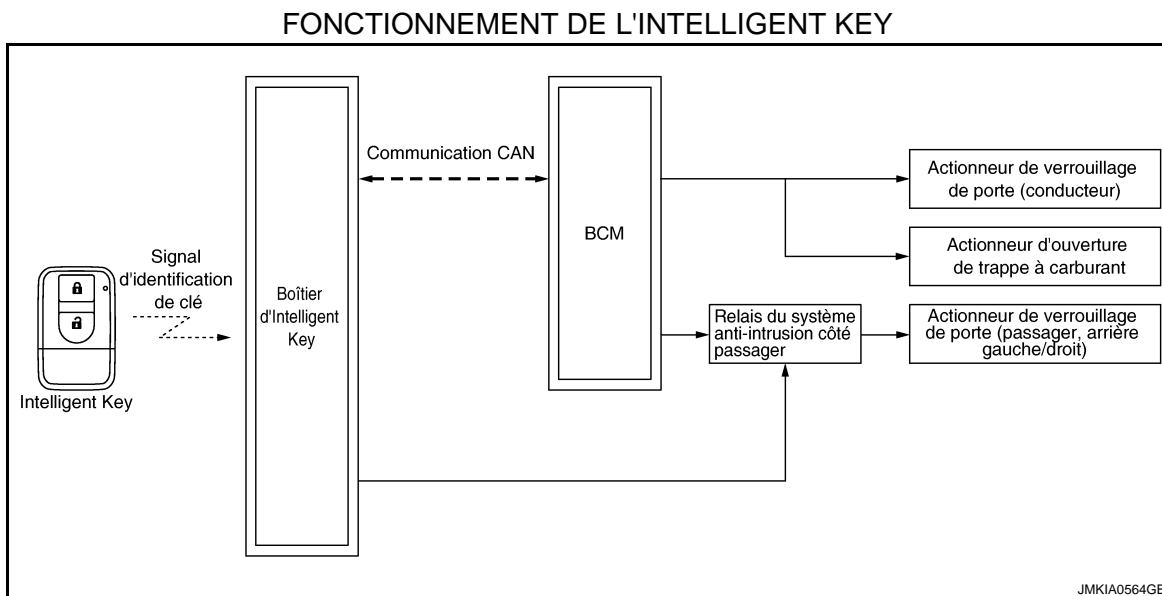 FONCTIONNEMENT DE L'INTELLIGENT KEY
Communication CAN
Signal
d'identification
de clé
Intelligent Key
Boîtier
d'Intelligent
Key
BCM
Actionneur de verrouillage
de porte (conducteur)
Actionneur d'ouverture
de trappe à carburant
Relais du système
anti-intrusion côté
passager
Actionneur de verrouillage
de porte (passager, arrière
gauche/droit)
JMKIA0564GB